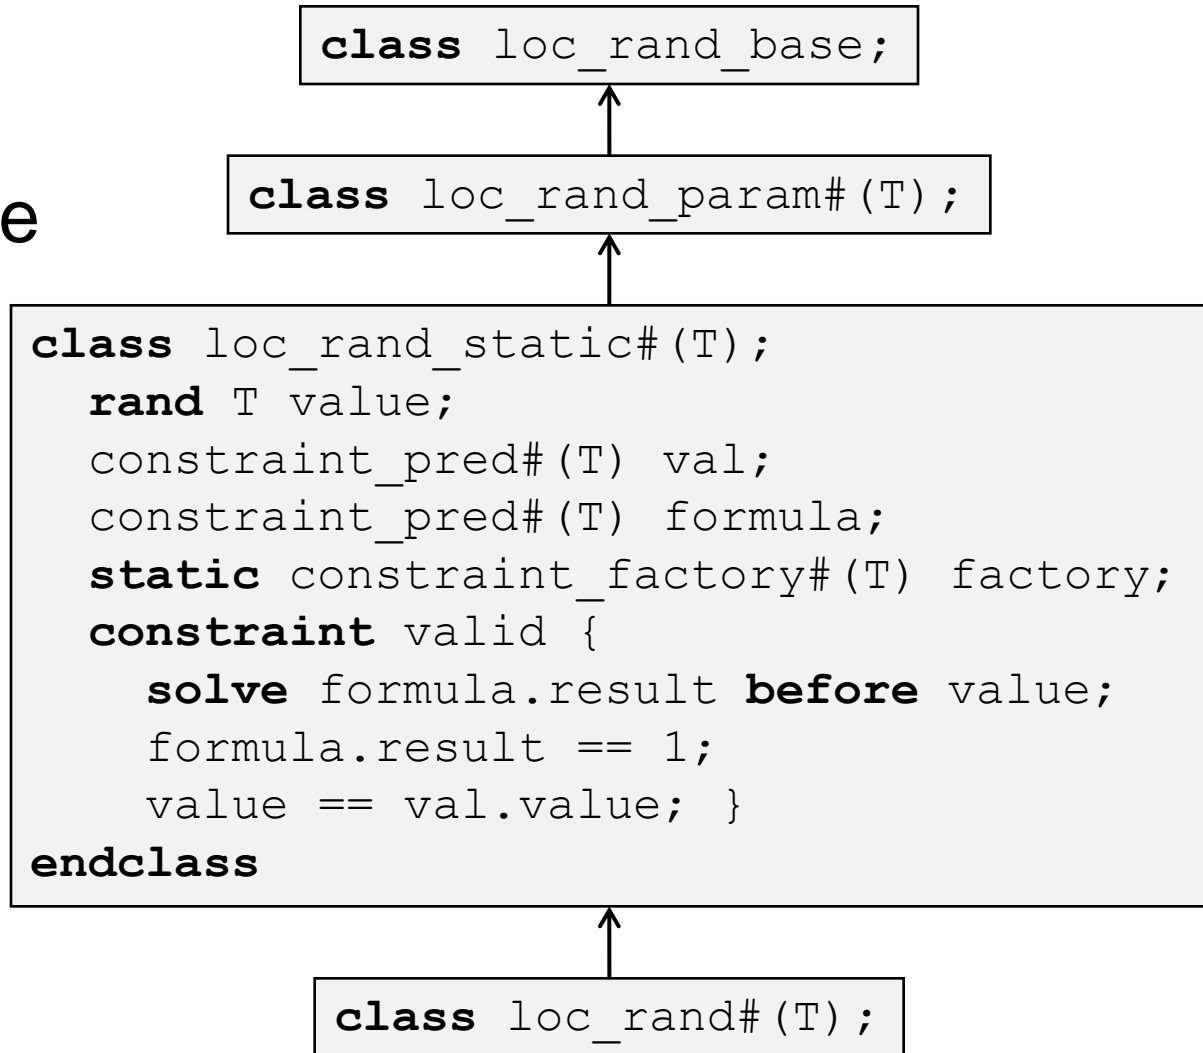 class loc_rand_base;
class loc_rand_param#(T);
e
class loc_rand_static#(T);
  rand T value;
  constraint_pred#(T) val;
  constraint_pred#(T) formula;
  static constraint_factory#(T) factory;
  constraint valid {
    solve formula.result before value;
    formula.result == 1;
    value == val.value; }
endclass
class loc_rand#(T);